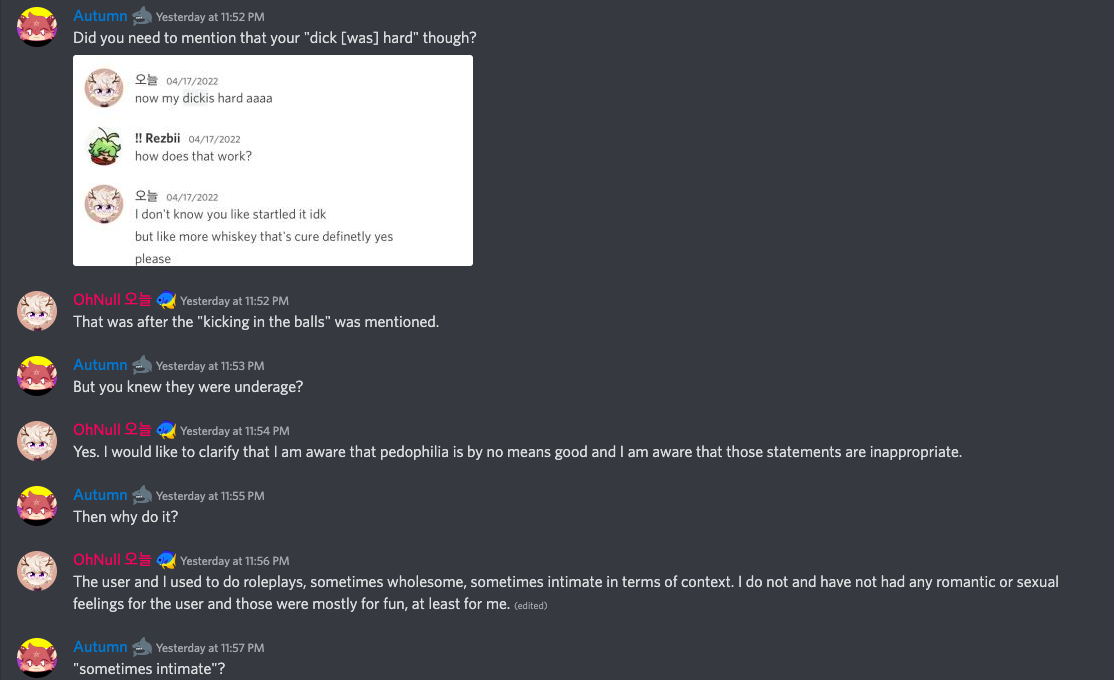 Autumn Yesterday at 11:52 PM
Did you need to mention that your "dick [was] hard" though?
오늘 04/17/2022
now my dickis hard aaaa
!! Rezbii 04/17/2022
how does that work?
오늘 04/17/2022
I don't know you like startled it idk
but like more whiskey that's cure definetly yes
please
OhNull 오늘 Yesterday at 11:52 PM
That was after the "kicking in the balls" was mentioned.
Autumn Yesterday at 11:53 PM
But you knew they were underage?
OhNull 오늘 Yesterday at 11:54 PM
Yes. I would like to clarify that I am aware that pedophilia is by no means good and I am aware that those statements are inappropriate.
Autumn Yesterday at 11:55 PM
Then why do it?
OhNull 오늘 Yesterday at 11:56 PM
The user and I used to do roleplays, sometimes wholesome, sometimes intimate in terms of context. I do not and have not had any romantic or sexual
feelings for the user and those were mostly for fun, at least for me. (edited)
Autumn Yesterday at 11:57 PM
"sometimes intimate"?